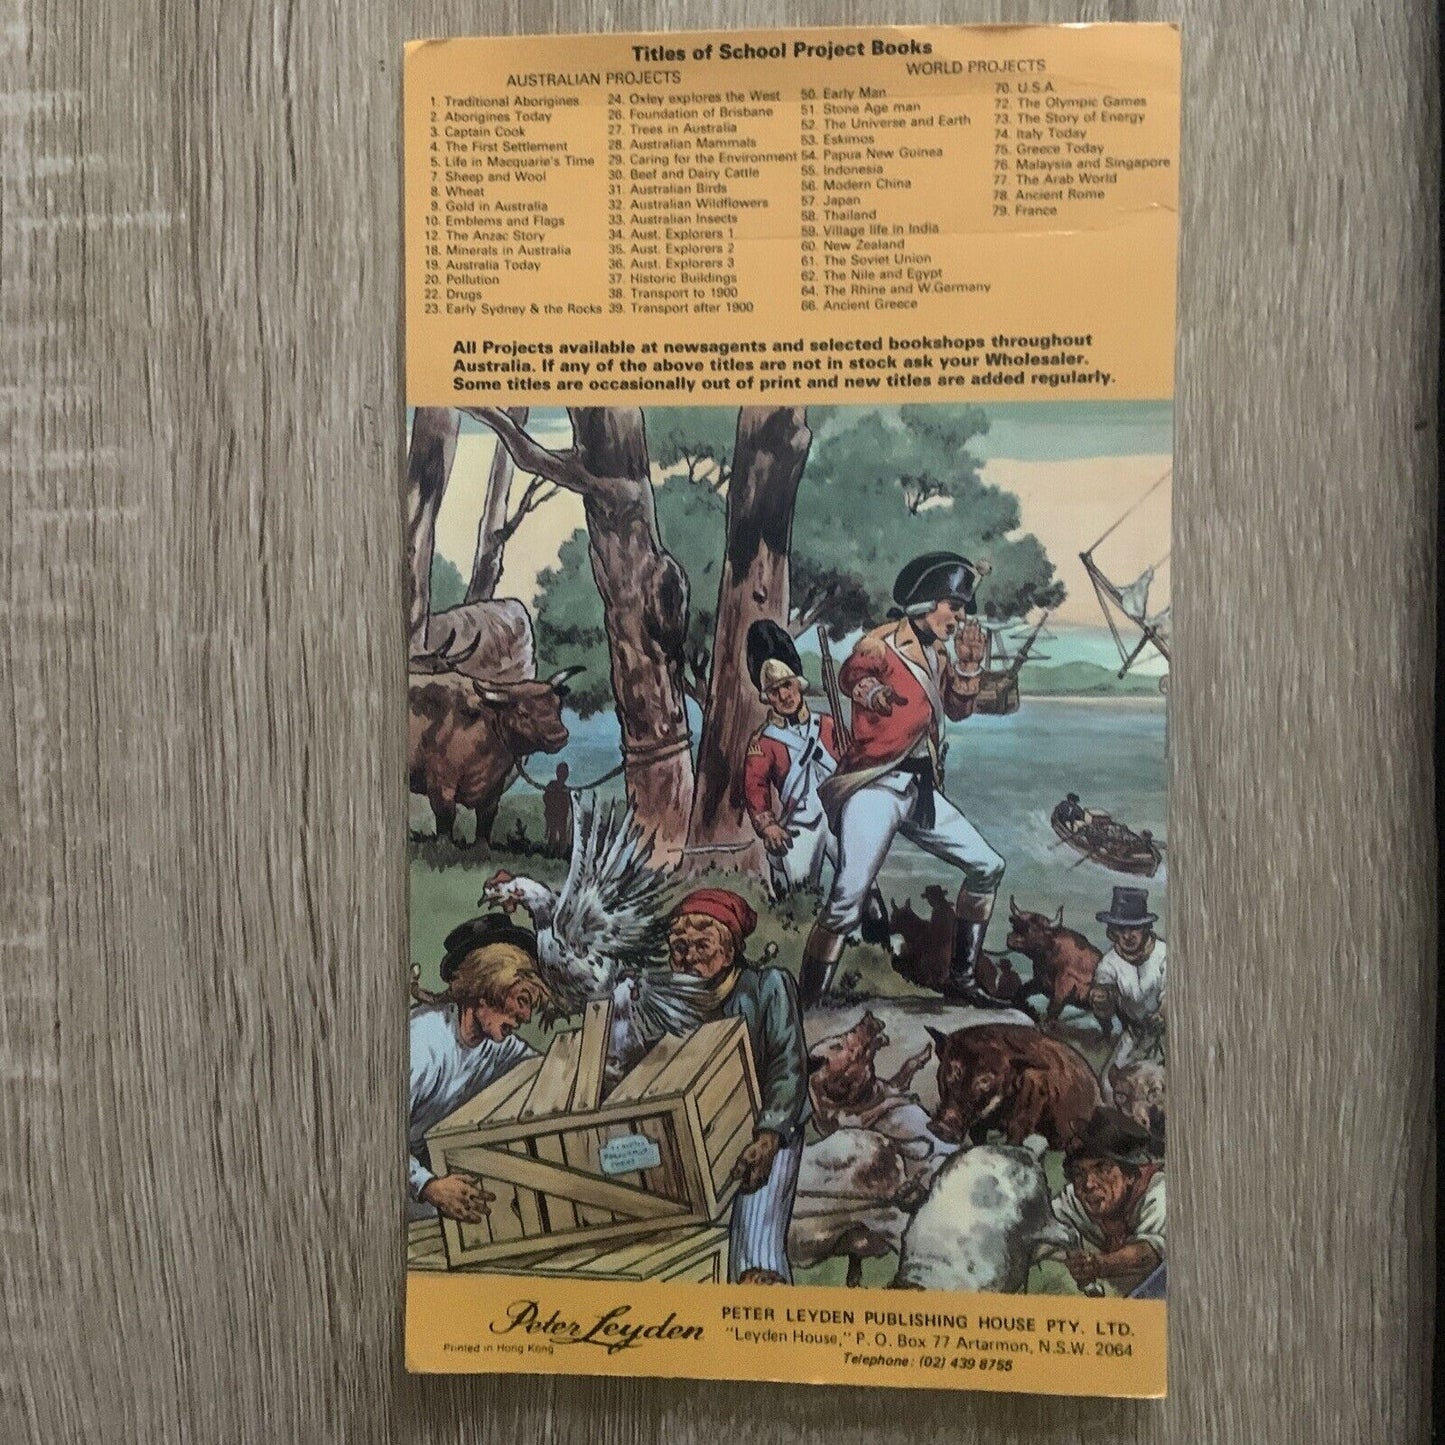 Titles of School Project Books
AUSTRALIAN PROJECTS
1. Traditional Aborigines
2. Aborigines Today
3. Captain Cook
4. The First Settlement
5. Life in Macquarie's Time
7. Sheep and Wool
8. Wheat
9. Gold in Australia
10. Emblems and Flags
12. The Anzac Story
18. Minerals in Australia
19. Australia Today
20. Pollution
22. Drugs
23. Early Sydney & the Rocks
24. Oxley explores the West
26. Foundation of Brisbane
27. Trees in Australia
28. Australian Mammals
29. Caring for the Environment
30. Beef and Dairy Cattle
31. Australian Birds
32. Australian Wildflowers
33. Australian Insects
34. Aust. Explorers 1
35. Aust. Explorers 2
36. Aust. Explorers 3
37. Historic Buildings
38. Transport to 1900
39. Transport after 1900
WORLD PROJECTS
50. Early Man
51. Stone Age man
52. The Universe and Earth
53. Eskimos
54. Papua New Guinea
55. Indonesia
56. Modern China
57. Japan
58. Thailand
59. Village life in India
60. New Zealand
61. The Soviet Union
62. The Nile and Egypt
64. The Rhine and W.Germany
66. Ancient Greece
70. U.S.A.
72. The Olympic Games
73. The Story of Energy
74. Italy Today
75. Greece Today
76. Malaysia and Singapore
77. The Arab World
78. Ancient Rome
79. France
All Projects available at newsagents and selected bookshops throughout
Australia. If any of the above titles are not in stock ask your Wholesaler.
Some titles are occasionally out of print and new titles are added regularly.
Peter Leyden
Printed in Hong Kong
PETER LEYDEN PUBLISHING HOUSE PTY. LTD.
"Leyden House," P. O. Box 77 Artarmon, N.S.W. 2064
Telephone: (02) 439 8755